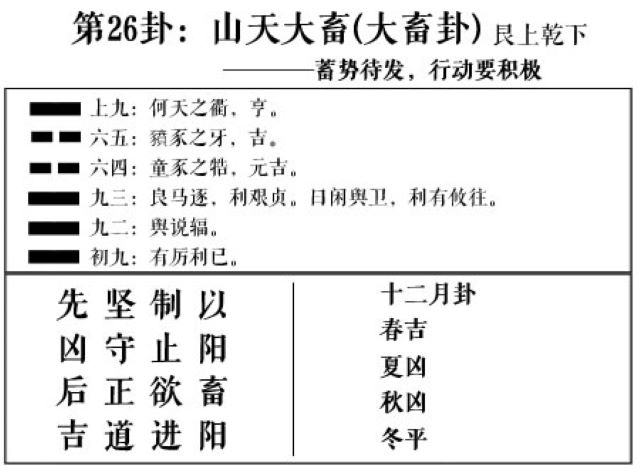 第26卦：山天大畜(大畜卦)艮上乾下
————蓄势待发，行动要积极
上九：何天之衢，亨。
六五：豶豕之牙，吉。
六四：童豕之牿，元吉。
九三：良马逐，利艰贞。日闲與卫，利有攸往。
九二：與说辐。
初九：有厉利已。
以阳畜阳
制止欲进
坚守正道
先凶后吉
十二月卦
春吉
夏凶
秋凶
冬平